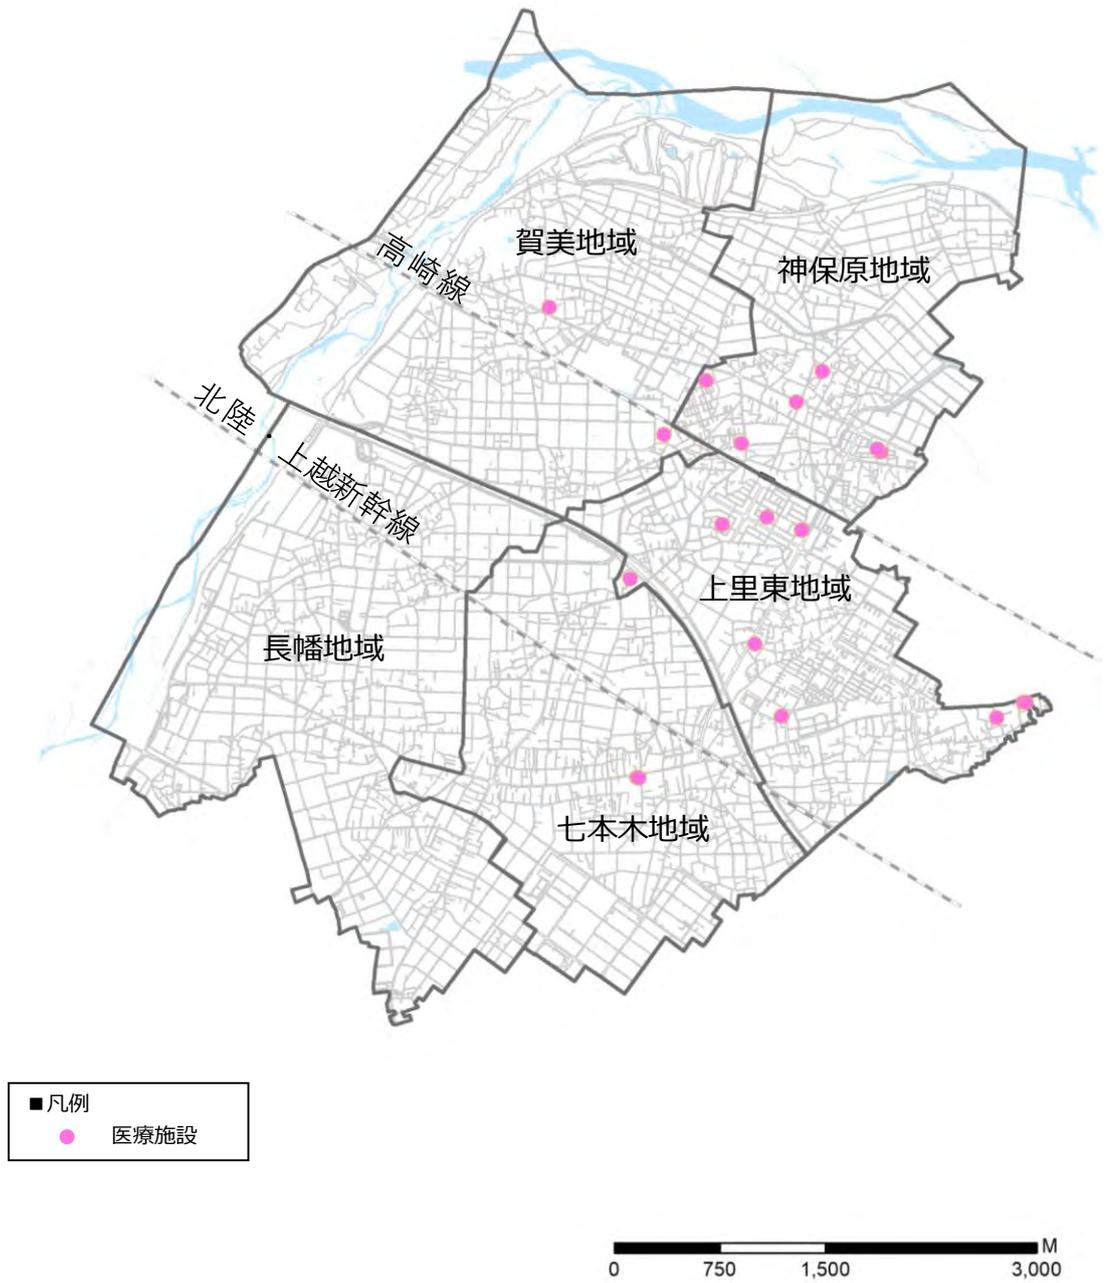 賀美地域
高崎線
神保原地域
北陸・上越新幹線
上里東地域
長幡地域
七本木地域
■凡例
医療施設
M
0 750 1,500 3,000